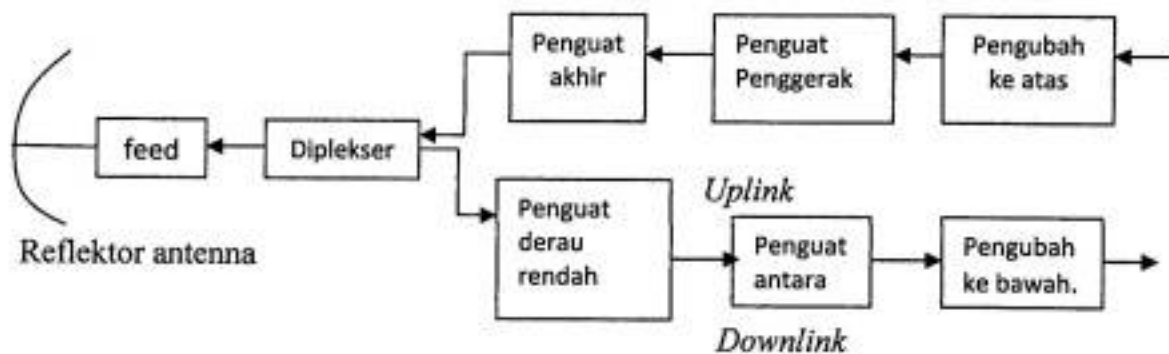 Penguat
akhir
Penguat
Penggerak
Pengubah
ke atas
feed
Diplekser
Uplink
Reflektor antenna
Penguat
derau
rendah
Penguat
antara
Pengubah
ke bawah.
Downlink